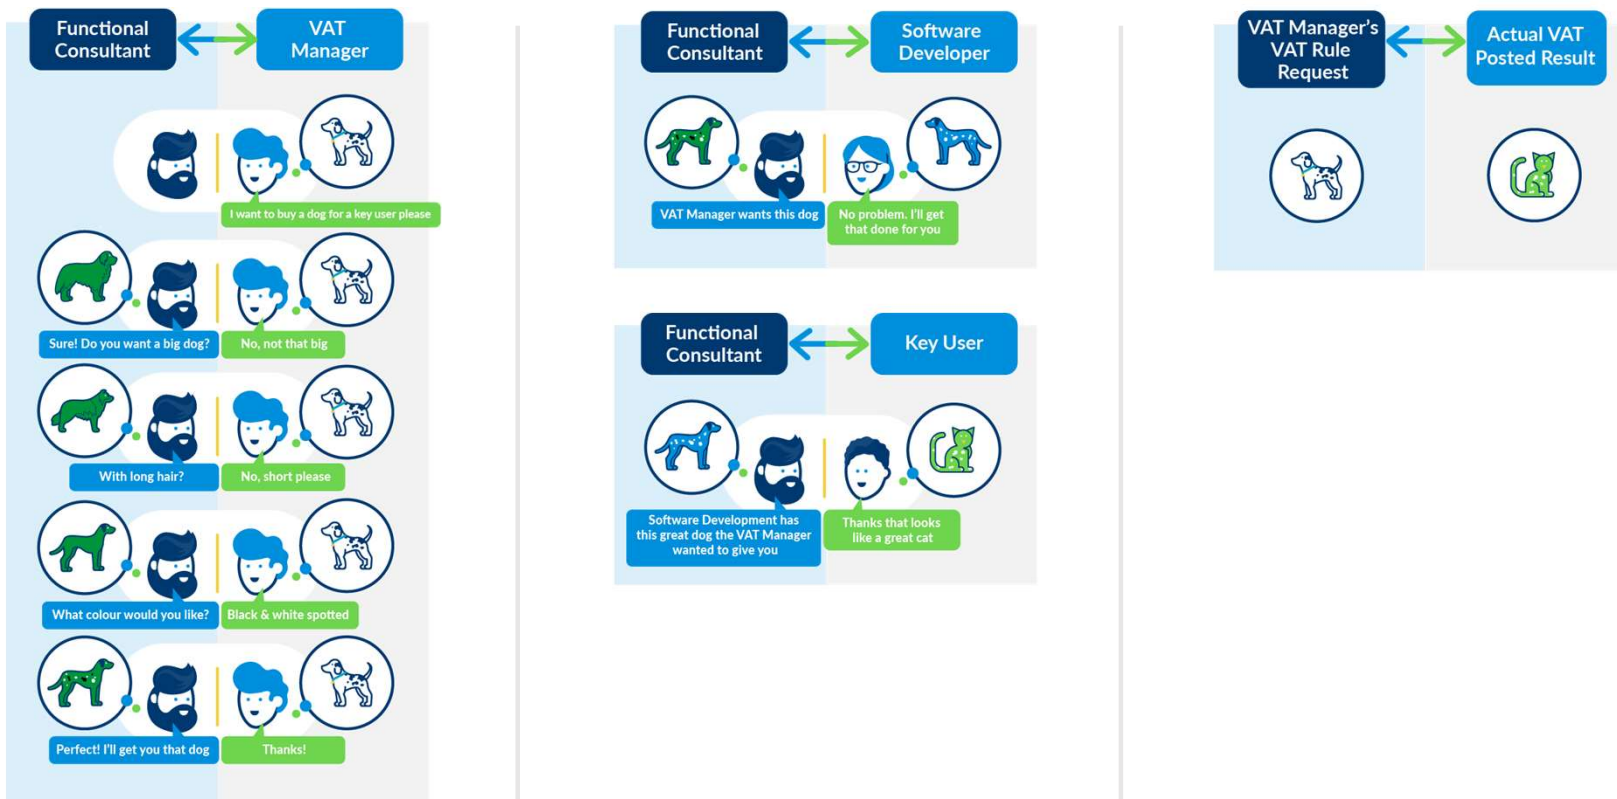 Functional
Consultant
VAT
Manager
I want to buy a dog for a key user please
Sure! Do you want a big dog?
No, not that big
With long hair?
No, short please
What colour would you like?
Black & white spotted
Perfect! I'll get you that dog
Thanks!
Functional
Consultant
Software
Developer
VAT Manager wants this dog
No problem. I'll get
that done for you
Functional
Consultant
Key User
Software Development has
this great dog the VAT Manager
wanted to give you
Thanks that looks
like a great cat
VAT Manager's
VAT Rule
Request
Actual VAT
Posted Result